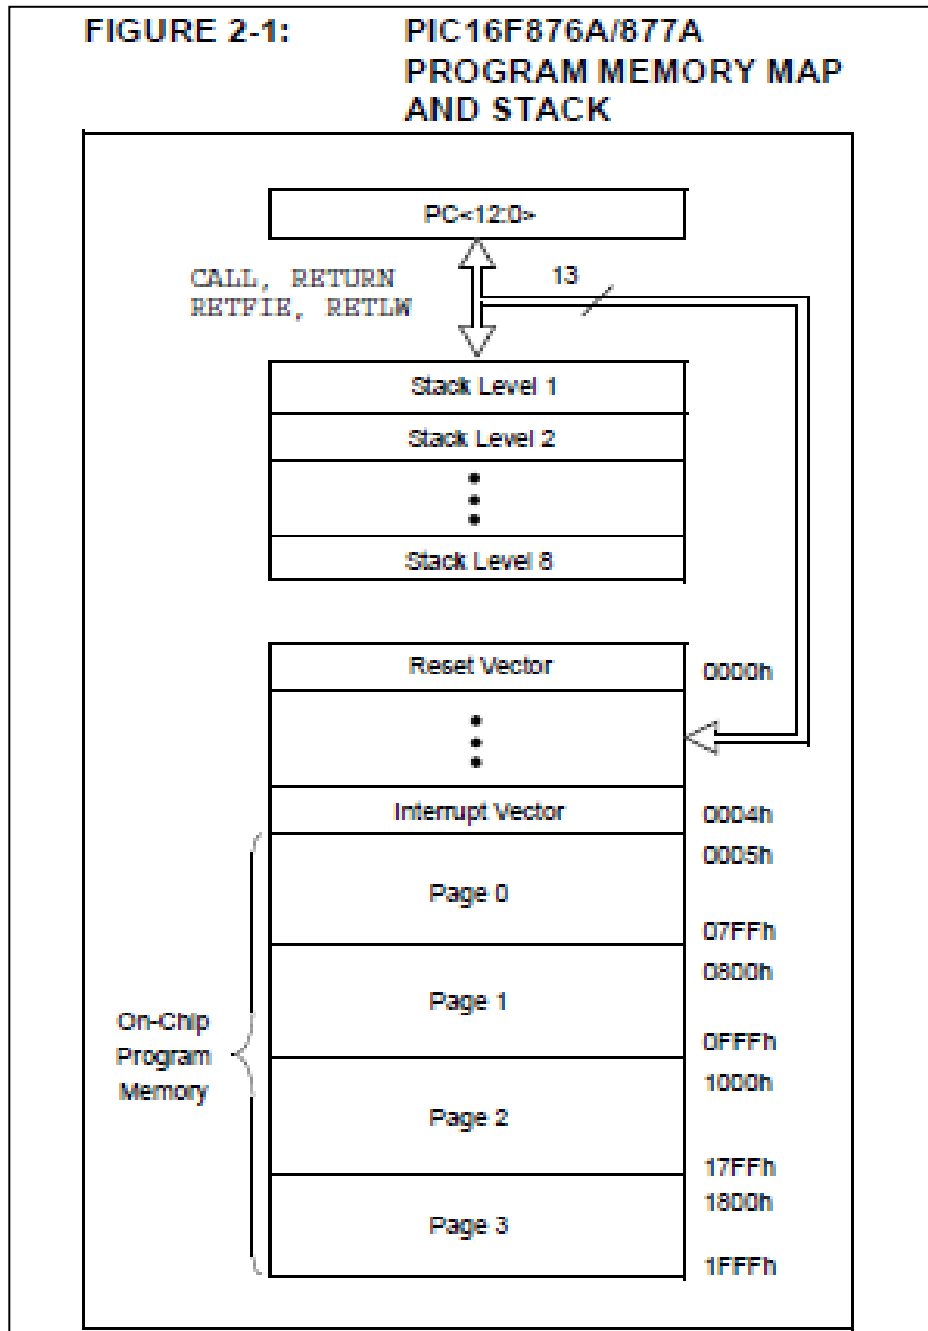 FIGURE 2-1: PIC16F876A/877A
PROGRAM MEMORY MAP
AND STACK
PC<12:0>
CALL, RETURN
RETFIE, RETLW
13
Stack Level 1
Stack Level 2
Stack Level 8
Reset Vector
0000h
Interrupt Vector
0004h
0005h
Page 0
07FFh
0800h
Page 1
0FFFh
On-Chip
Program
Memory
1000h
Page 2
17FFh
1800h
Page 3
1FFFh